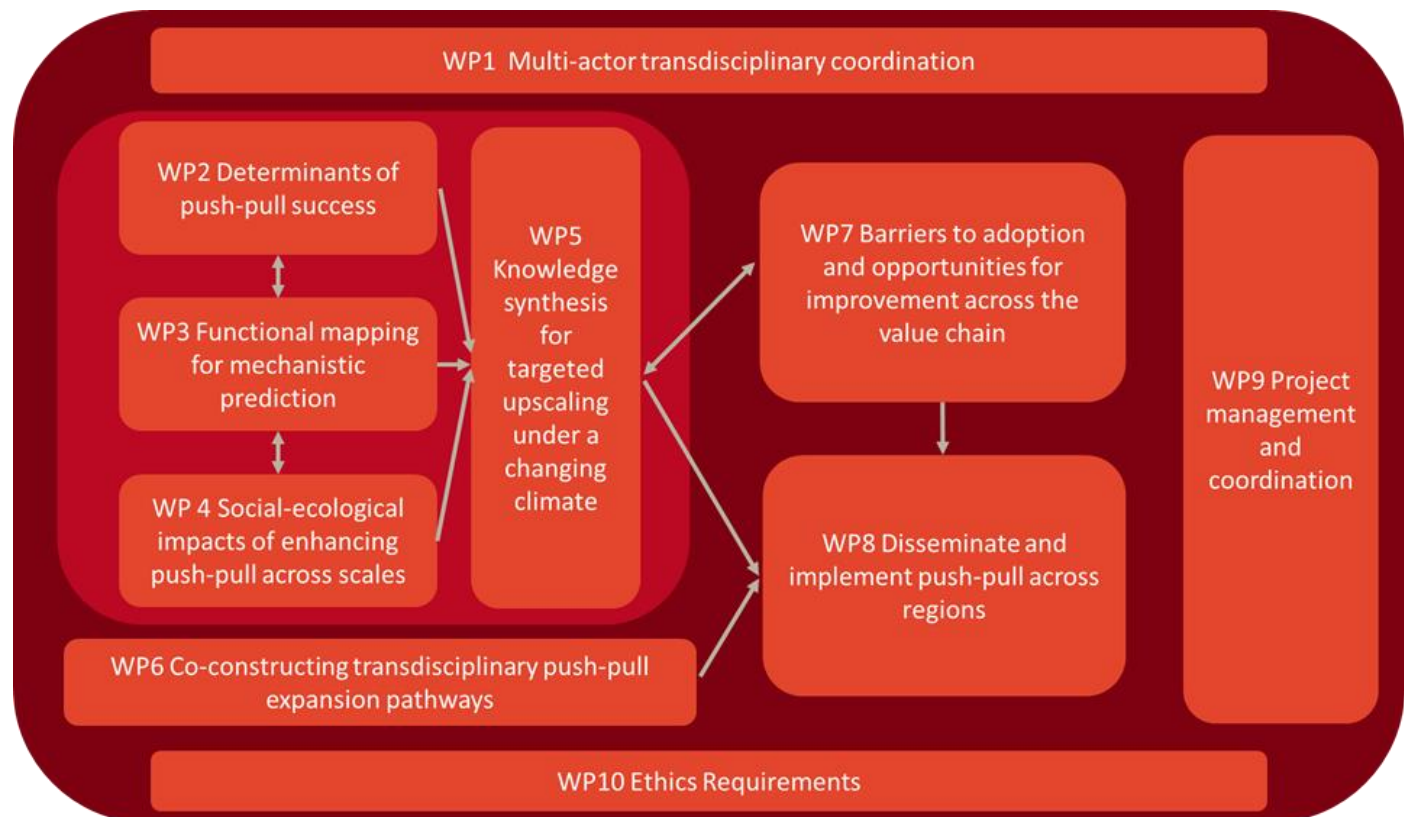 WP1 Multi-actor transdisciplinary coordination
WP2 Determinants of
push-pull success
WP3 Functional mapping
for mechanistic
prediction
WP 4 Social-ecological
impacts of enhancing
push-pull across scales
WP5
Knowledge
synthesis
for
targeted
upscaling
under a
changing
climate
WP6 Co-constructing transdisciplinary push-pull
expansion pathways
WP7 Barriers to adoption
and opportunities for
improvement across the
value chain
WP8 Disseminate and
implement push-pull across
regions
WP9 Project
management
and
coordination
WP10 Ethics Requirements